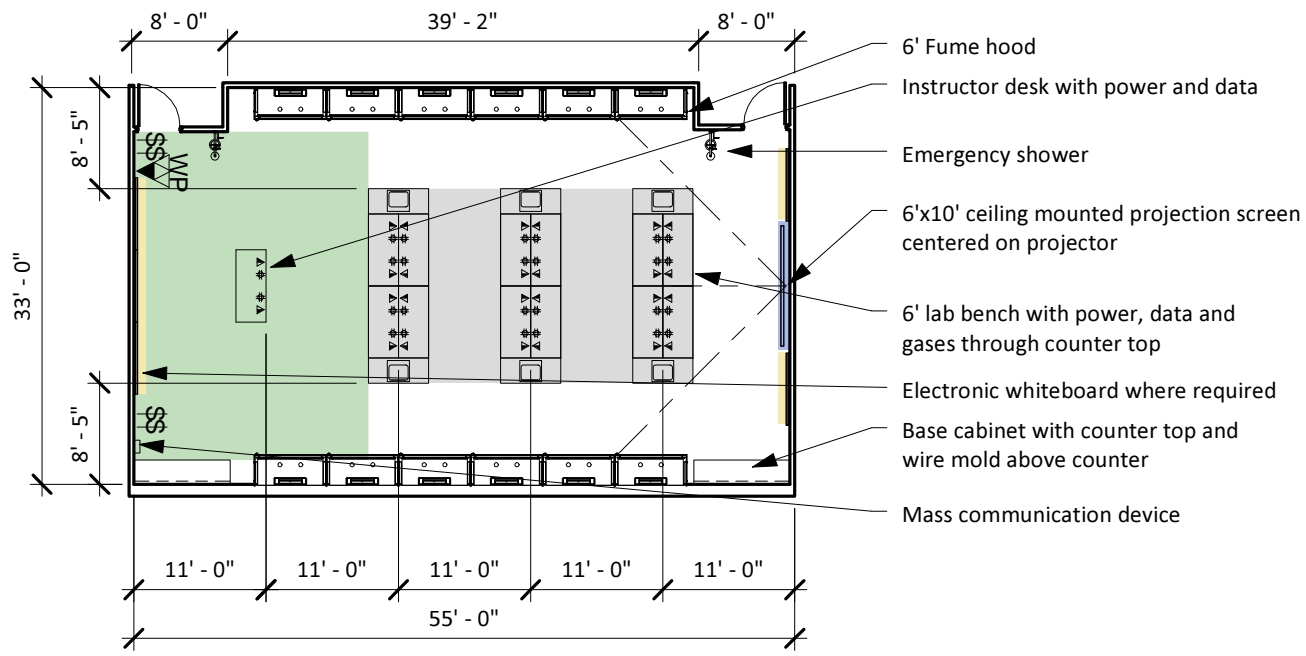 8' - 0"
39' - 2"
8' - 0"
6' Fume hood
Instructor desk with power and data
8' - 5"
SS
WP
Emergency shower
6'x10' ceiling mounted projection screen
centered on projector
33' - 0"
6' lab bench with power, data and
gases through counter top
Electronic whiteboard where required
8' - 5"
SS
Base cabinet with counter top and
wire mold above counter
Mass communication device
11' - 0"
11' - 0"
11' - 0"
11' - 0"
11' - 0"
55' - 0"